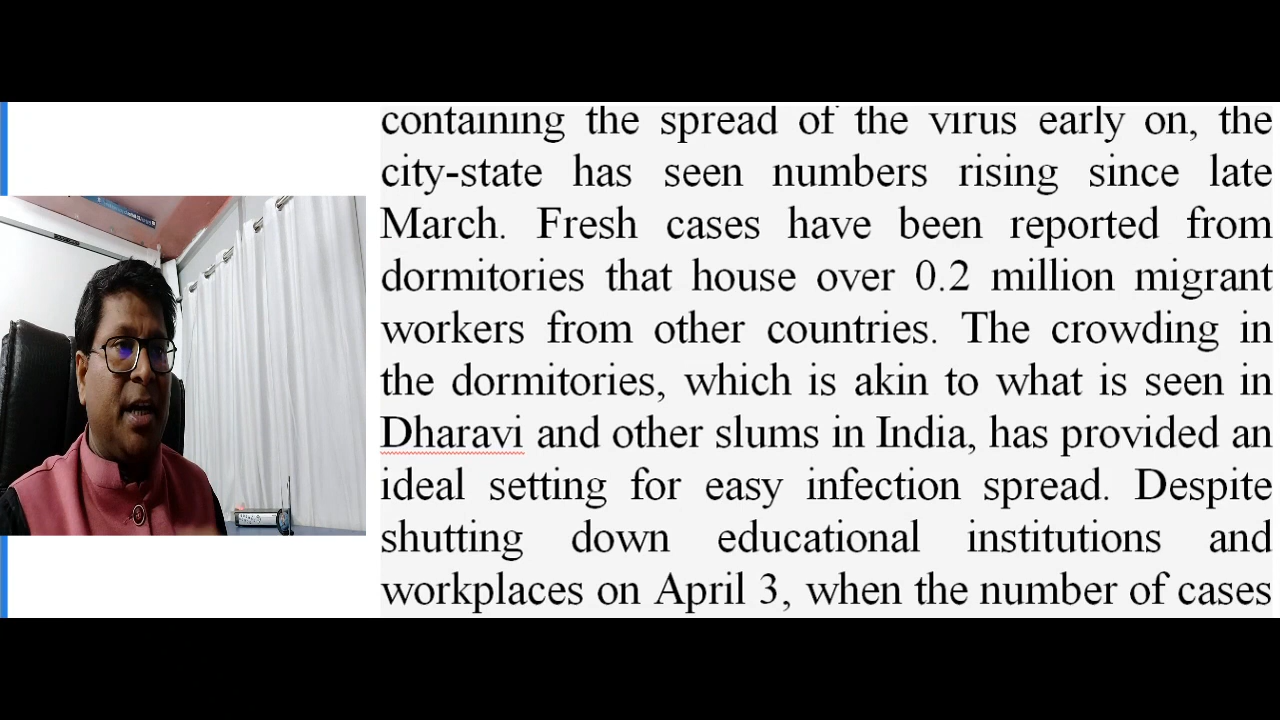 containing the spread of the virus early on, the
city-state has seen numbers rising since late
March. Fresh cases have been reported from
dormitories that house over 0.2 million migrant
workers from other countries. The crowding in
the dormitories, which is akin to what is seen in
Dharavi and other slums in India, has provided an
ideal setting for easy infection spread. Despite
shutting down educational institutions and
workplaces on April 3, when the number of cases